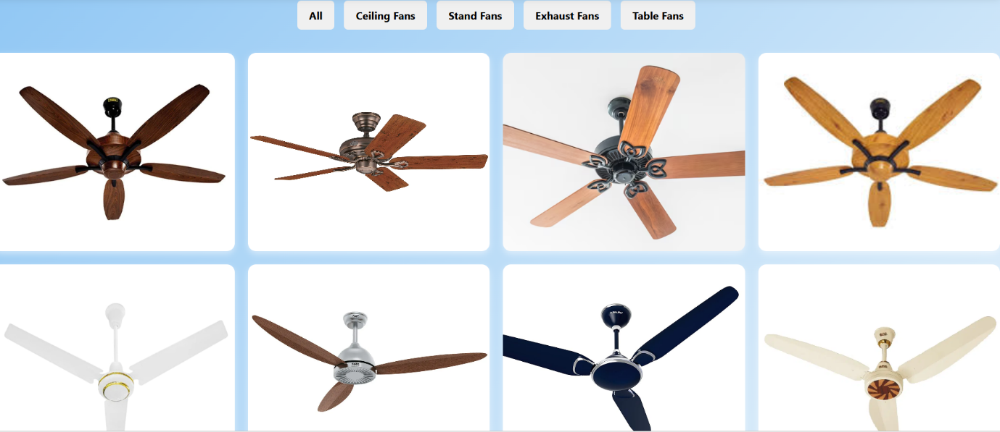 All
Ceiling Fans
Stand Fans
Exhaust Fans
Table Fans